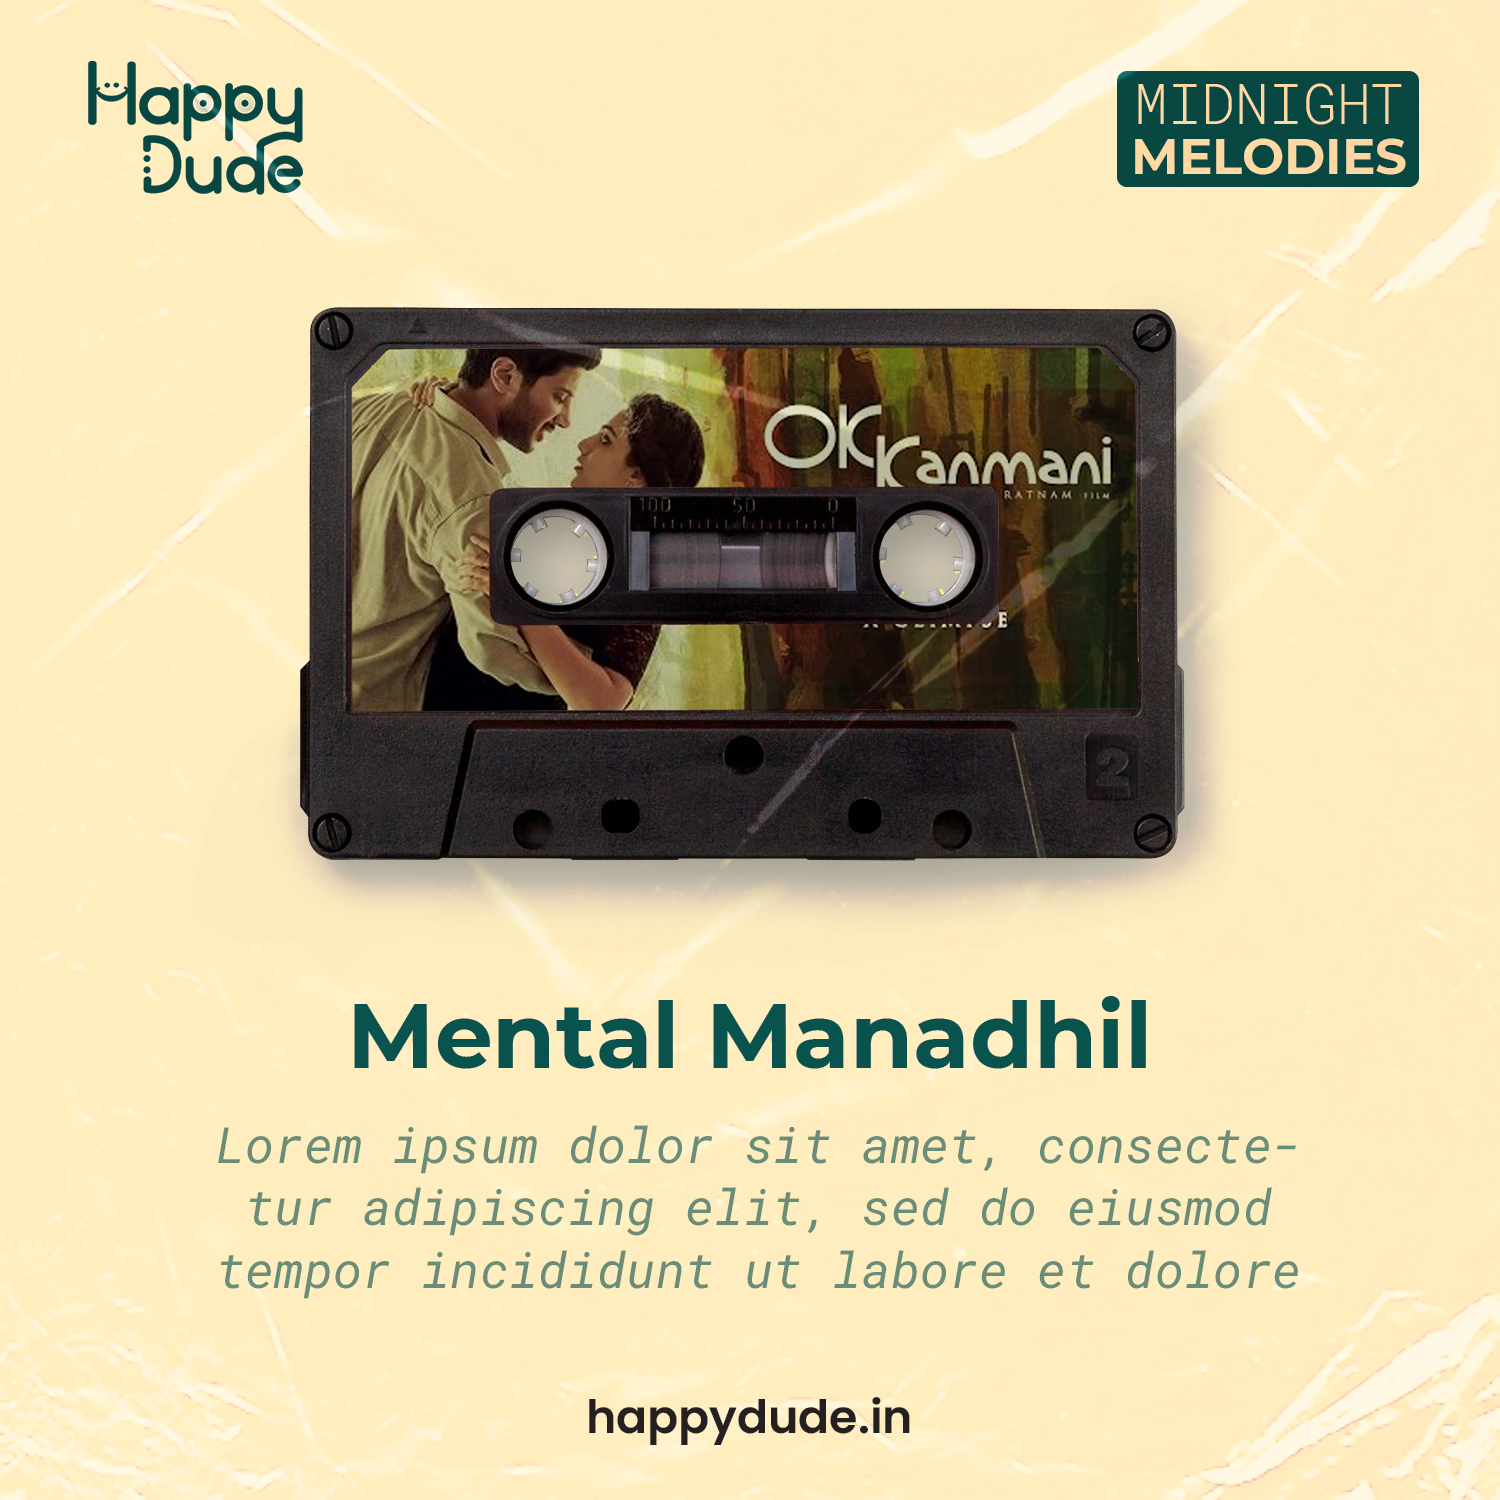 Happy
Dude
MIDNIGHT
MELODIES
OK Kanmani
RATNAM FILM
100 50 0
2
Mental Manadhil
Lorem ipsum dolor sit amet, consecte-
tur adipiscing elit, sed do eiusmod
tempor incididunt ut labore et dolore
happydude.in